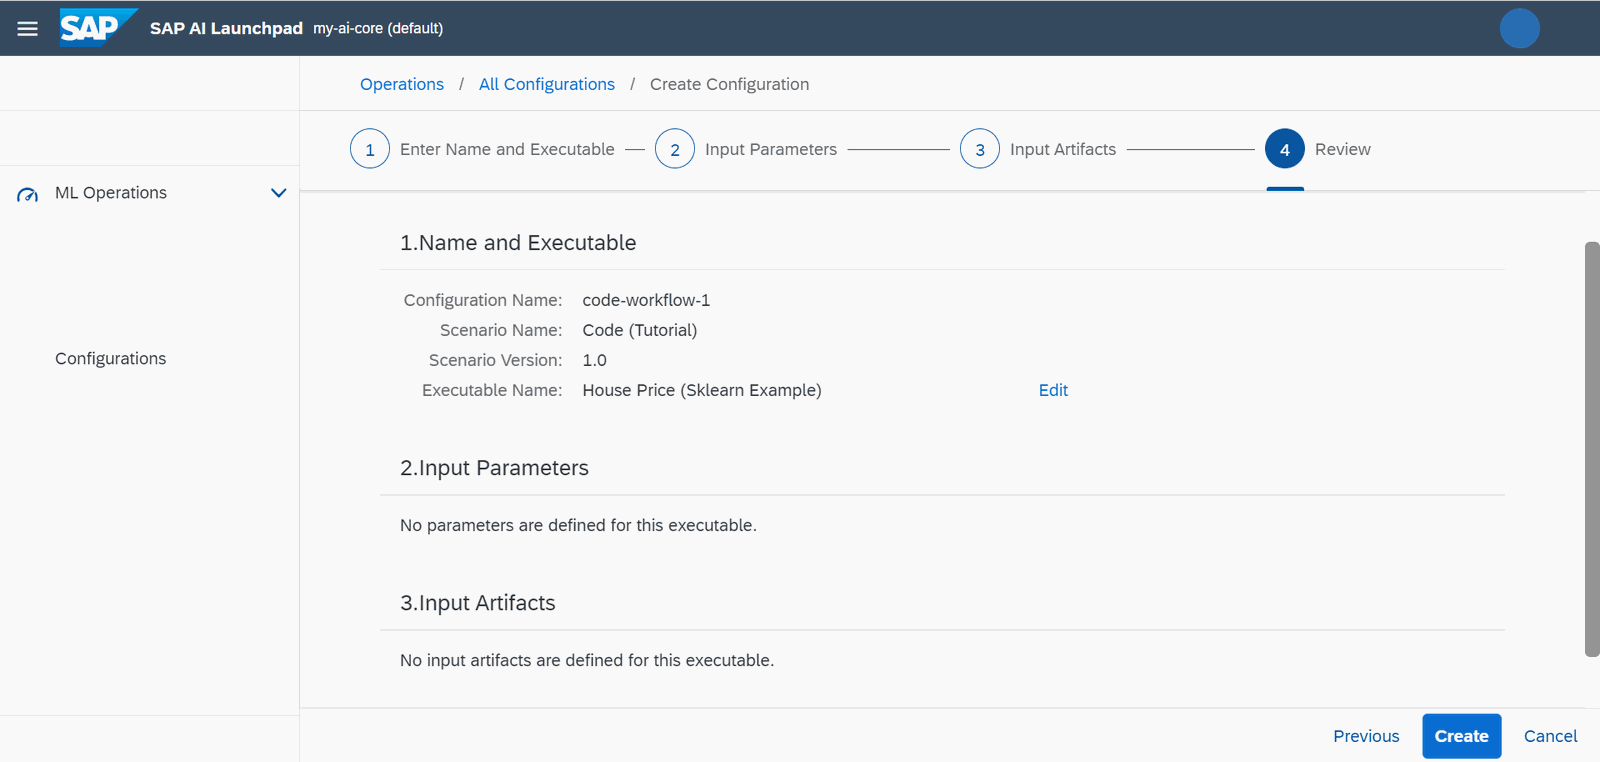 SAP SAP AI Launchpad my-ai-core (default)
Operations / All Configurations / Create Configuration
1 Enter Name and Executable 2 Input Parameters 3 Input Artifacts 4 Review
ML Operations
Configurations
1.Name and Executable
Configuration Name: code-workflow-1
Scenario Name: Code (Tutorial)
Scenario Version: 1.0
Executable Name: House Price (Sklearn Example) Edit
2.Input Parameters
No parameters are defined for this executable.
3.Input Artifacts
No input artifacts are defined for this executable.
Previous Create Cancel